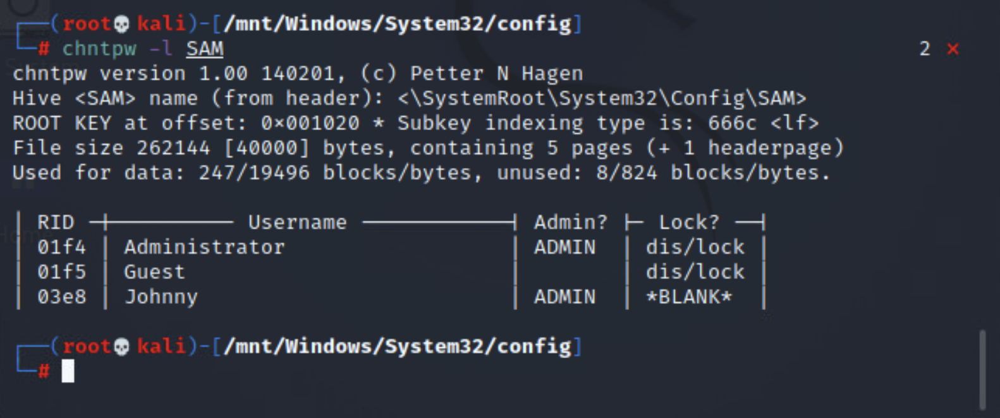 ┌──(root💀kali)-[/mnt/Windows/System32/config]
└─# chntpw -l SAM 2 ⨯
chntpw version 1.00 140201, (c) Petter N Hagen
Hive <SAM> name (from header): <\SystemRoot\System32\Config\SAM>
ROOT KEY at offset: 0×001020 * Subkey indexing type is: 666c <lf>
File size 262144 [40000] bytes, containing 5 pages (+ 1 headerpage)
Used for data: 247/19496 blocks/bytes, unused: 8/824 blocks/bytes.
| RID -|---------- Username ------------| Admin? |- Lock? --|
| 01f4 | Administrator | ADMIN | dis/lock |
| 01f5 | Guest | | dis/lock |
| 03e8 | Johnny | ADMIN | *BLANK* |
┌──(root💀kali)-[/mnt/Windows/System32/config]
└─#